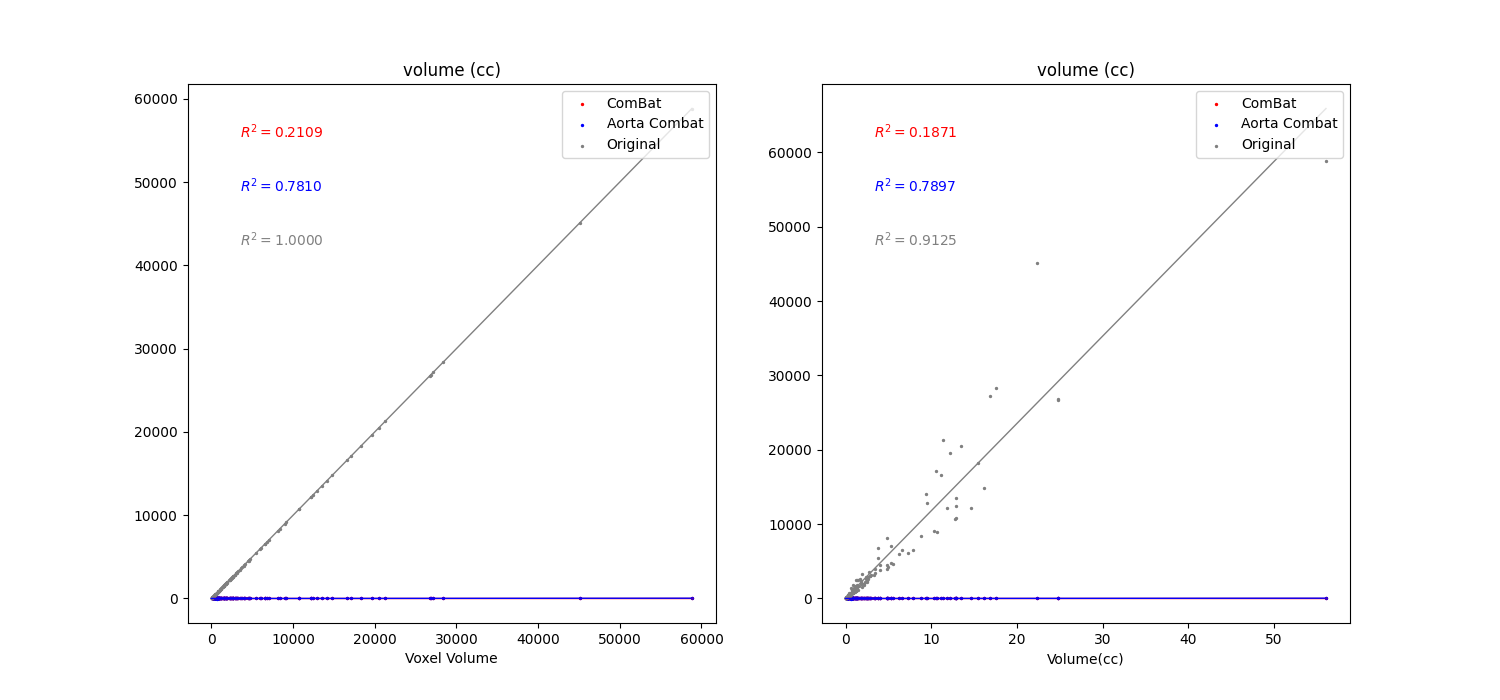 volume (cc)
60000
50000
40000
30000
20000
10000
0
R² = 0.2109
R² = 0.7810
R² = 1.0000
ComBat
Aorta Combat
Original
0 10000 20000 30000 40000 50000 60000
Voxel Volume
volume (cc)
60000
50000
40000
30000
20000
10000
0
R² = 0.1871
R² = 0.7897
R² = 0.9125
ComBat
Aorta Combat
Original
0 10 20 30 40 50
Volume(cc)